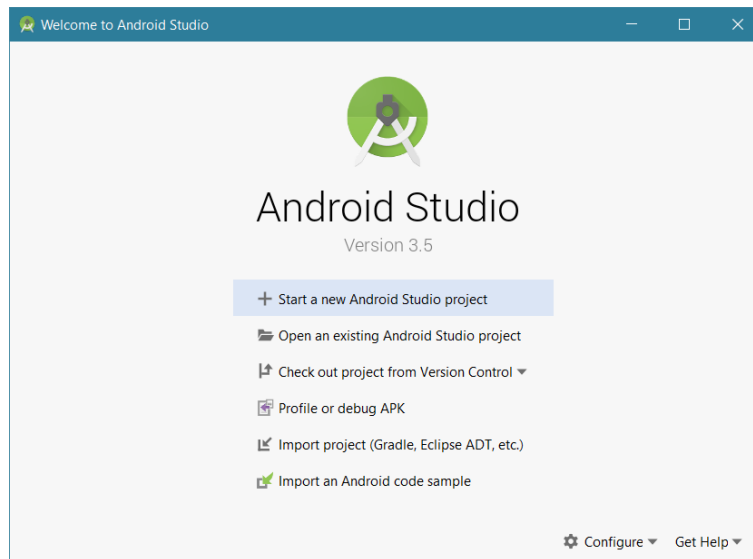 Welcome to Android Studio
Android Studio
Version 3.5
Start a new Android Studio project
Open an existing Android Studio project
Check out project from Version Control
Profile or debug APK
Import project (Gradle, Eclipse ADT, etc.)
Import an Android code sample
Configure Get Help